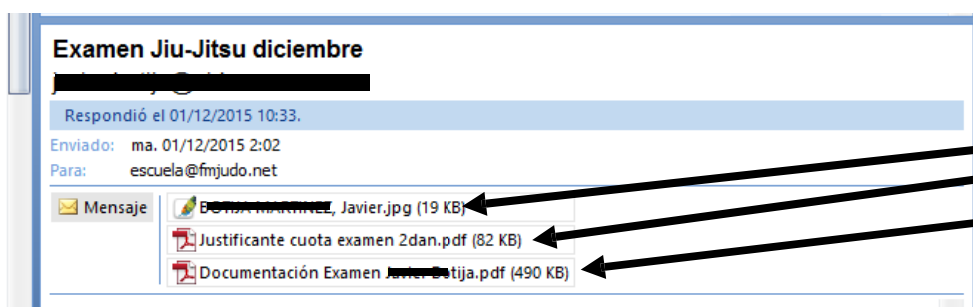 Examen Jiu-Jitsu diciembre
Respondió el 01/12/2015 10:33.
Enviado: ma. 01/12/2015 2:02
Para: escuela@fmjudo.net
Mensaje
, Javier.jpg (19 KB)
Justificante cuota examen 2dan.pdf (82 KB)
Documentación Examen .pdf (490 KB)